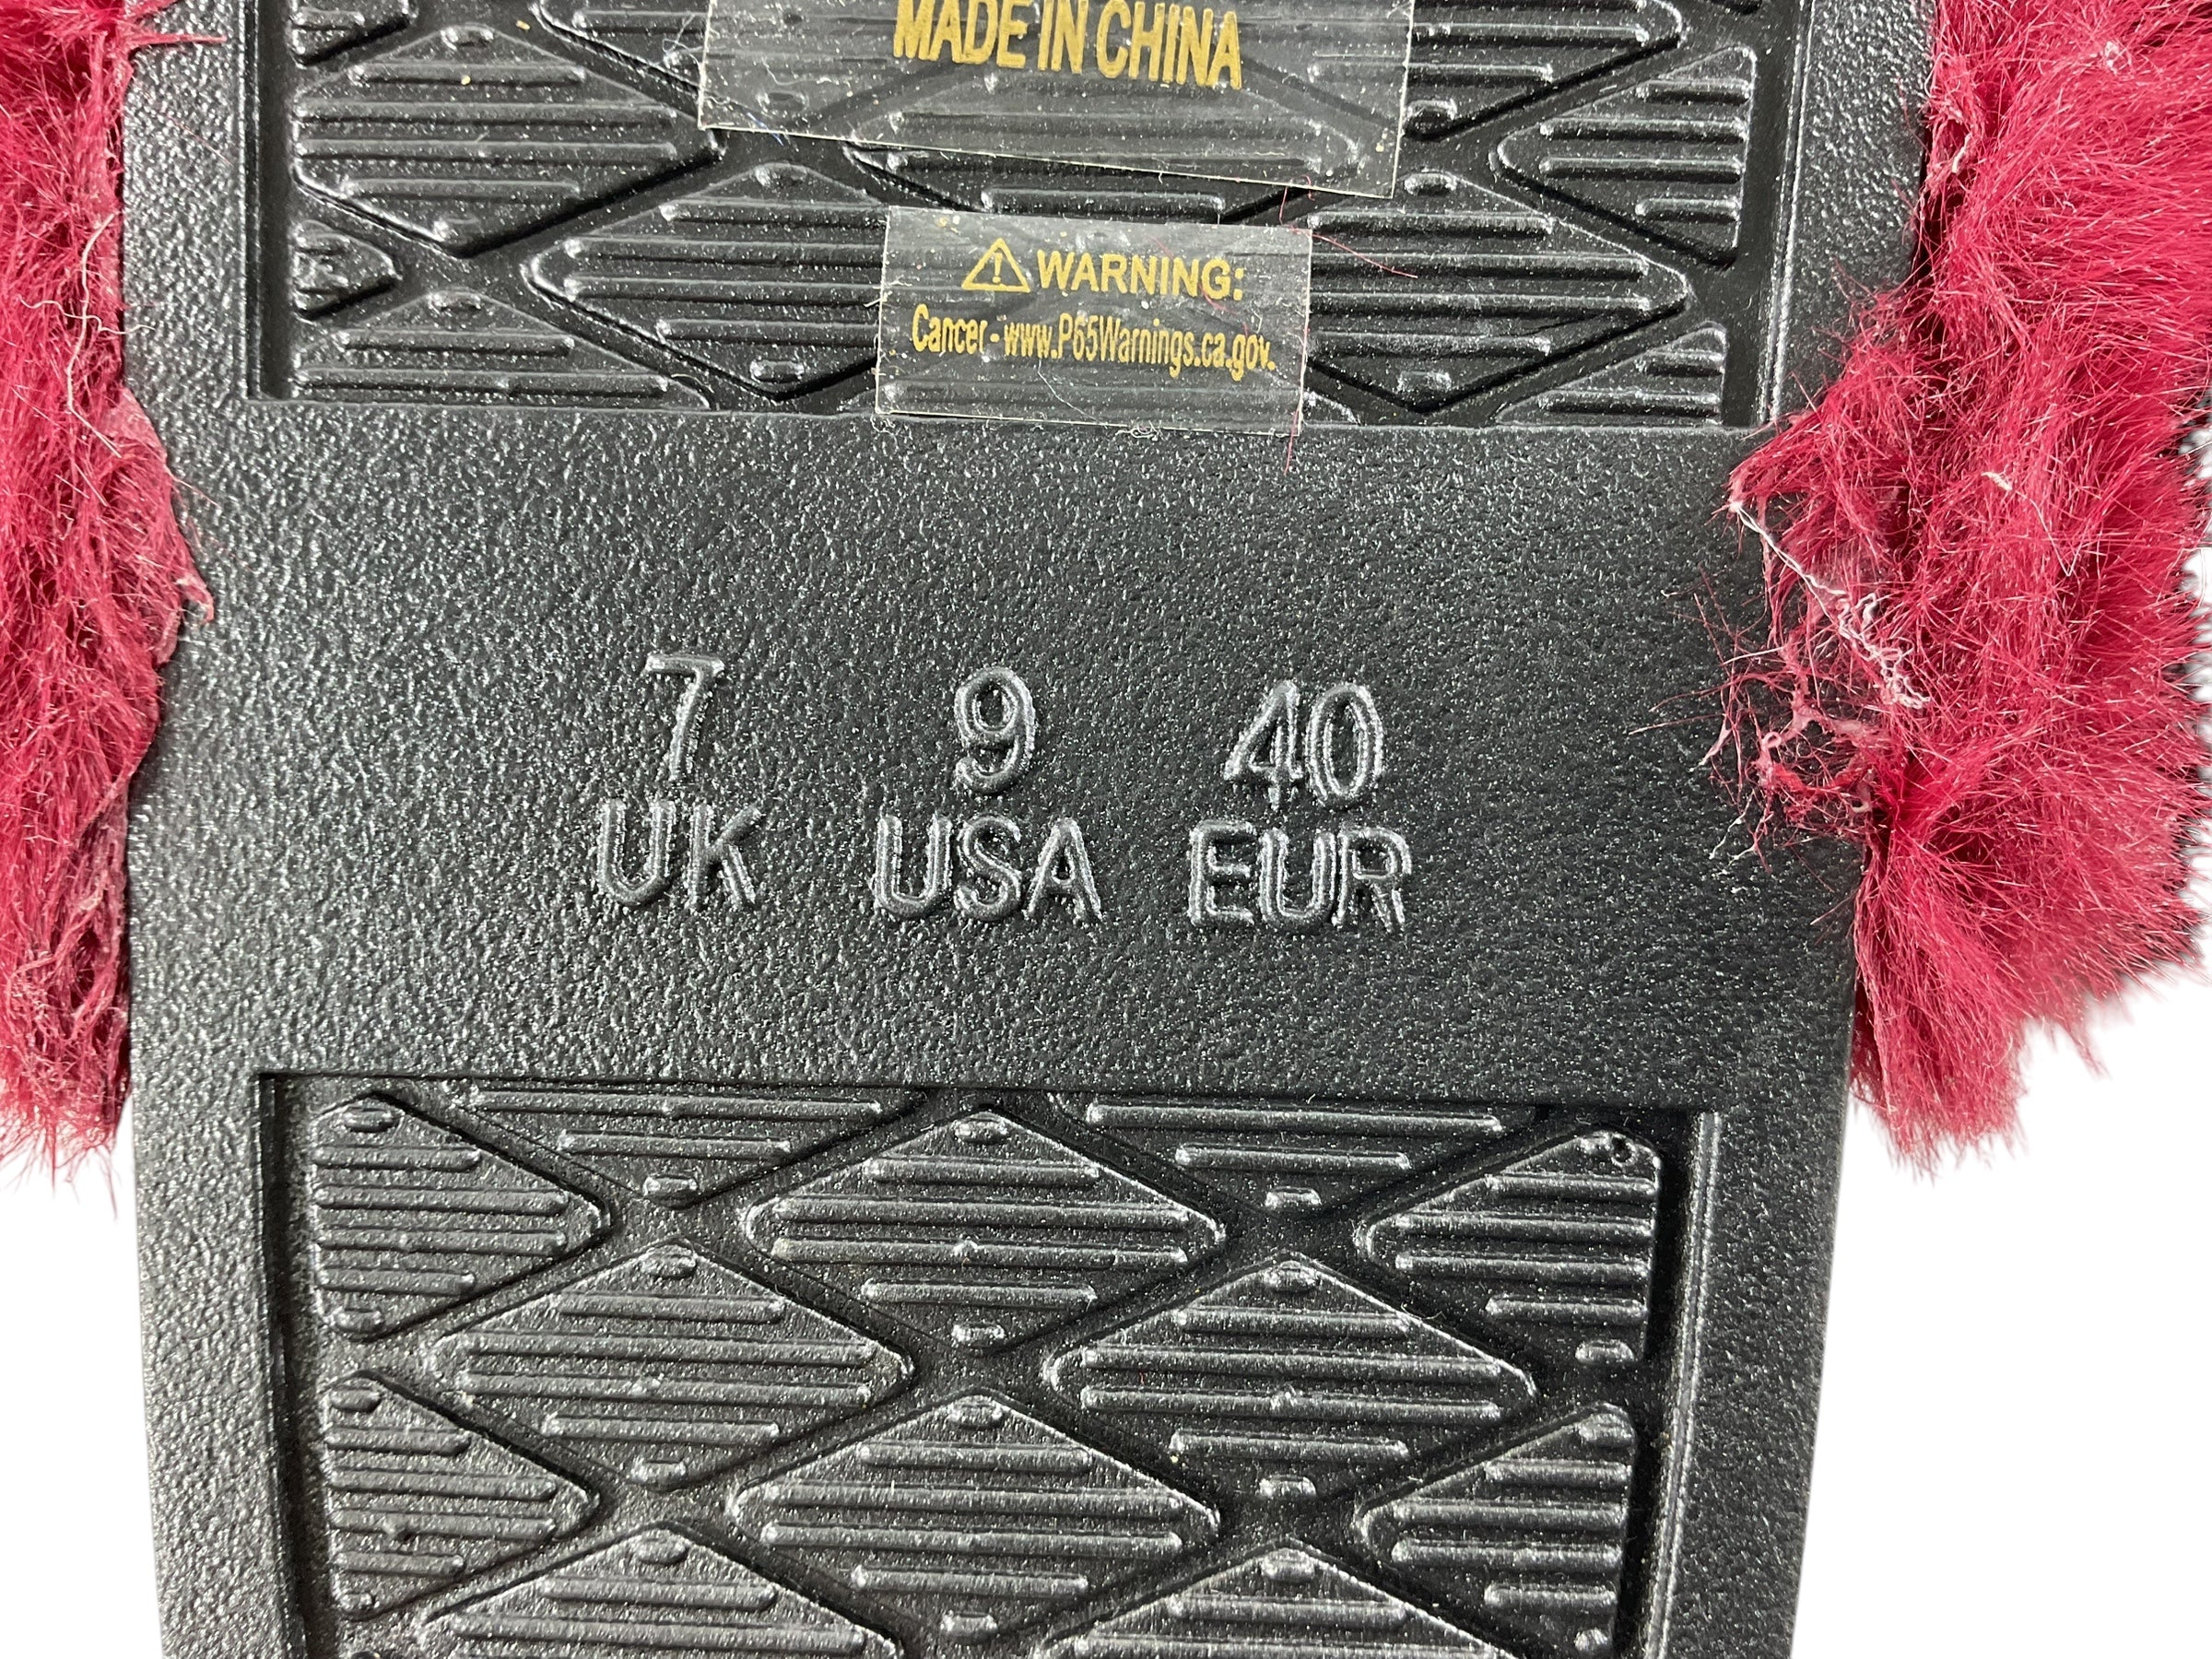 MADE IN CHINA
⚠ WARNING:
Cancer - www.P65Warnings.ca.gov.
7 9 40
UK USA EUR